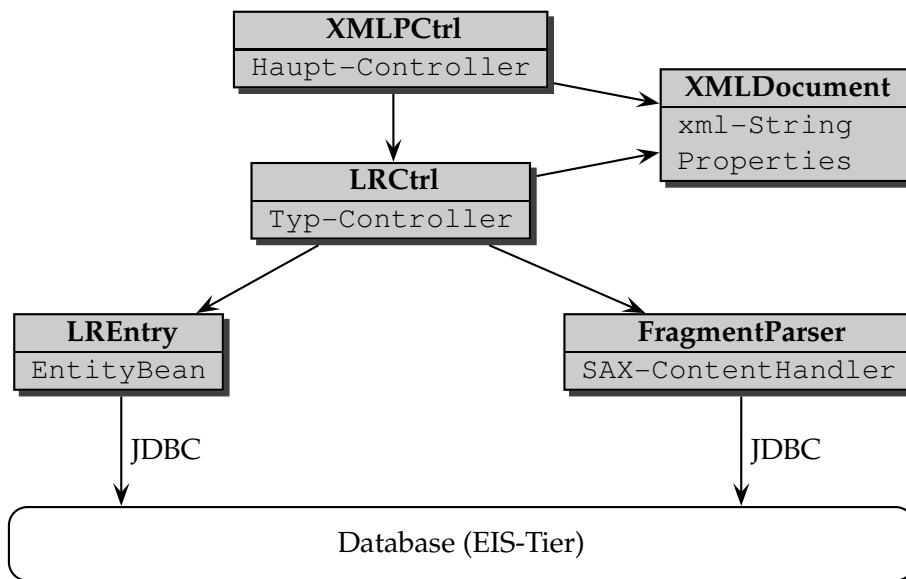 XMLPCtrl
Haupt-Controller
XMLDocument
xml-String
Properties
LRCtrl
Typ-Controller
LREntry
EntityBean
FragmentParser
SAX-ContentHandler
JDBC
JDBC
Database (EIS-Tier)